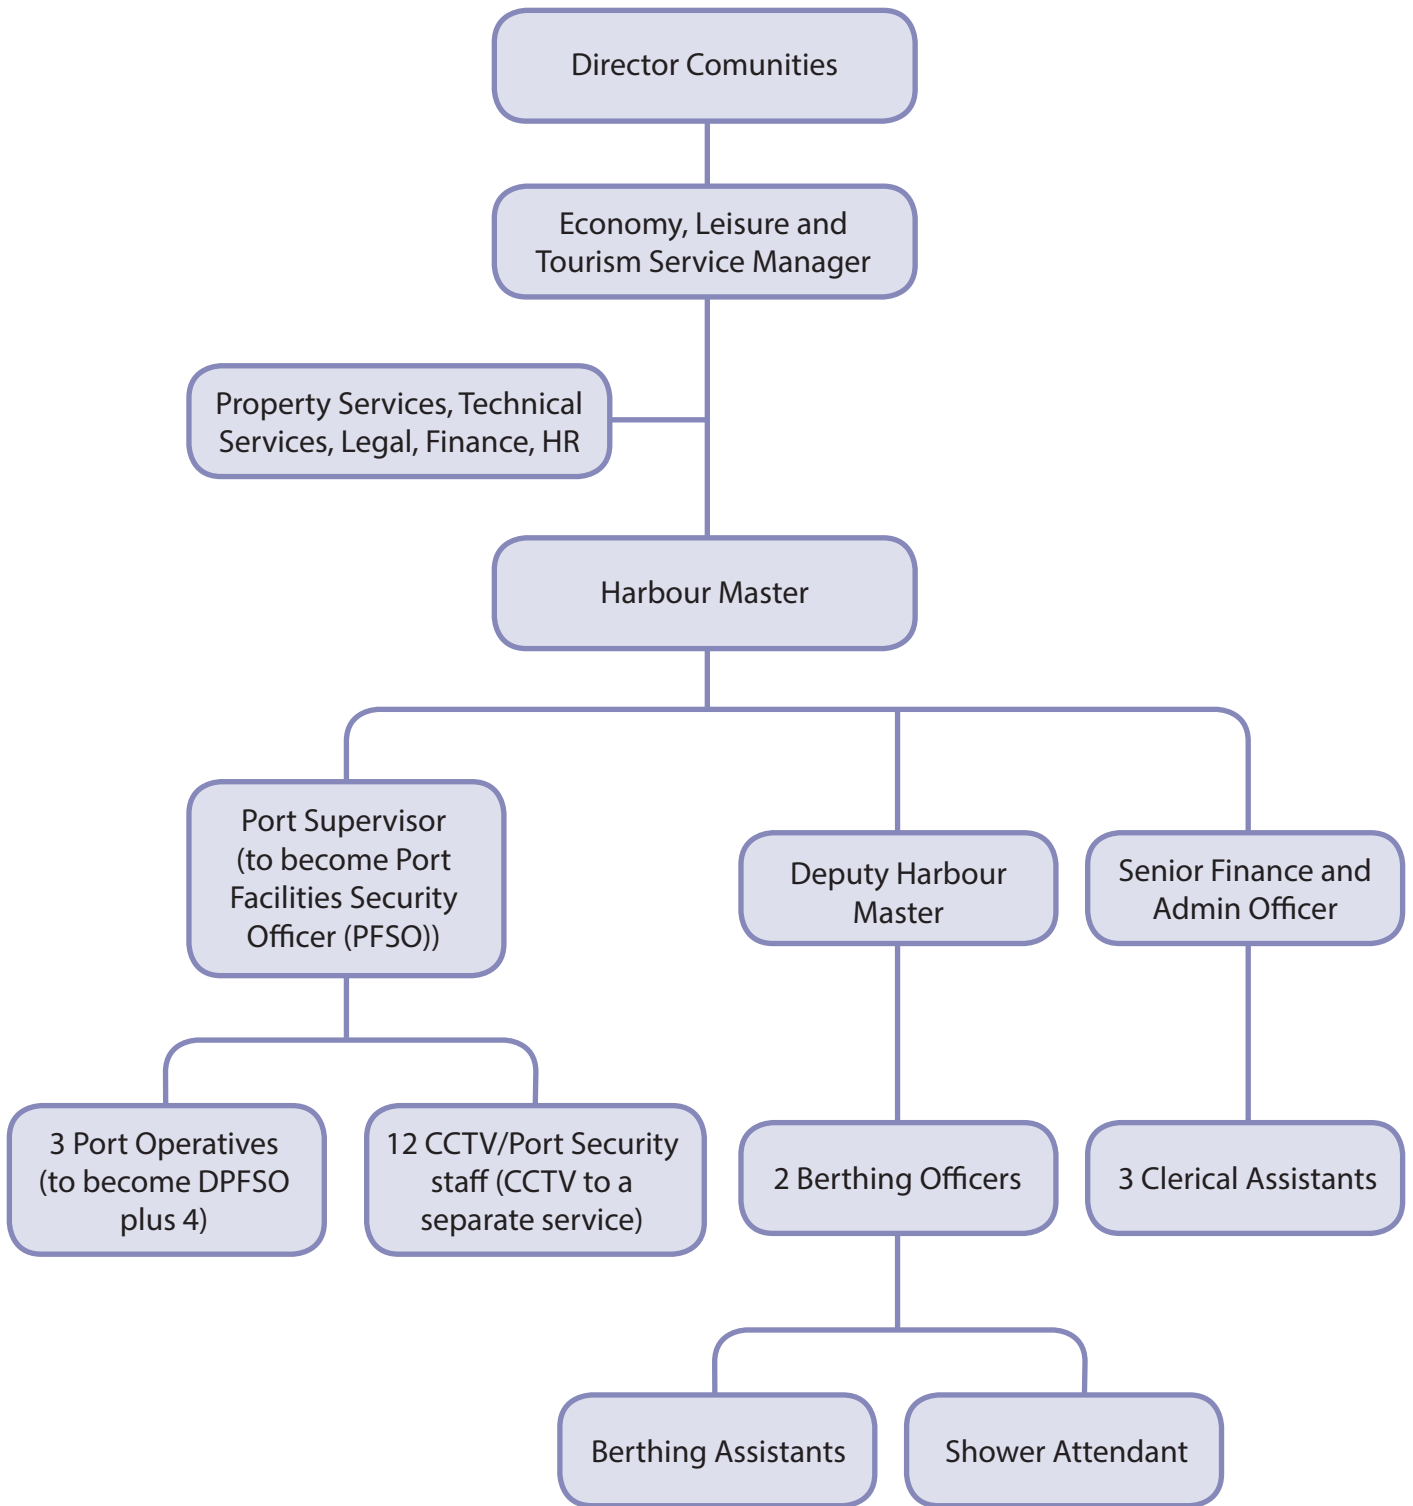 Director Comunities
Economy, Leisure and
Tourism Service Manager
Property Services, Technical
Services, Legal, Finance, HR
Harbour Master
Port Supervisor
(to become Port
Facilities Security
Officer (PFSO))
Deputy Harbour
Master
Senior Finance and
Admin Officer
3 Port Operatives
(to become DPFSO
plus 4)
12 CCTV/Port Security
staff (CCTV to a
separate service)
2 Berthing Officers
3 Clerical Assistants
Berthing Assistants
Shower Attendant